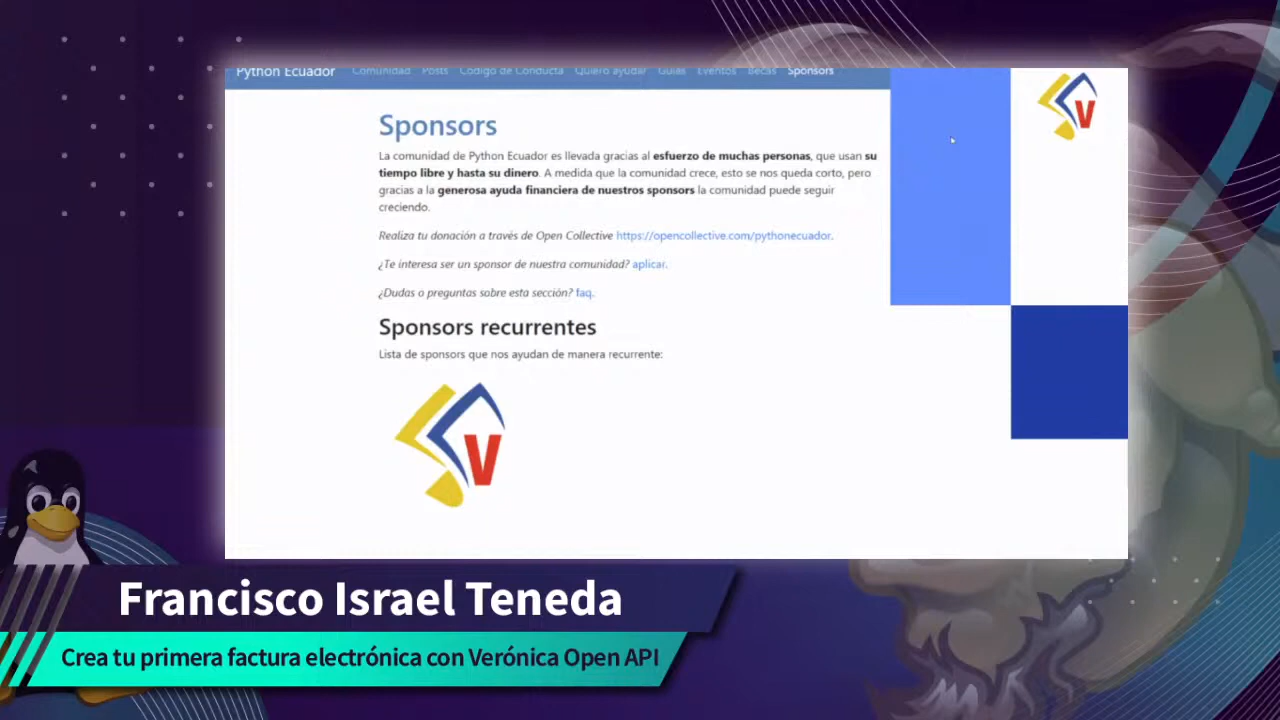 Python Ecuador Comunidad Posts Código de Conducta Quiero ayudar Guías Eventos Becas Sponsors
Sponsors
La comunidad de Python Ecuador es llevada gracias al esfuerzo de muchas personas, que usan su
tiempo libre y hasta su dinero. A medida que la comunidad crece, esto se nos queda corto, pero
gracias a la generosa ayuda financiera de nuestros sponsors la comunidad puede seguir
creciendo.
Realiza tu donación a través de Open Collective https://opencollective.com/pythonecuador.
¿Te interesa ser un sponsor de nuestra comunidad? aplicar.
¿Dudas o preguntas sobre esta sección? faq.
Sponsors recurrentes
Lista de sponsors que nos ayudan de manera recurrente:
V
V
Francisco Israel Teneda
Crea tu primera factura electrónica con Verónica Open API